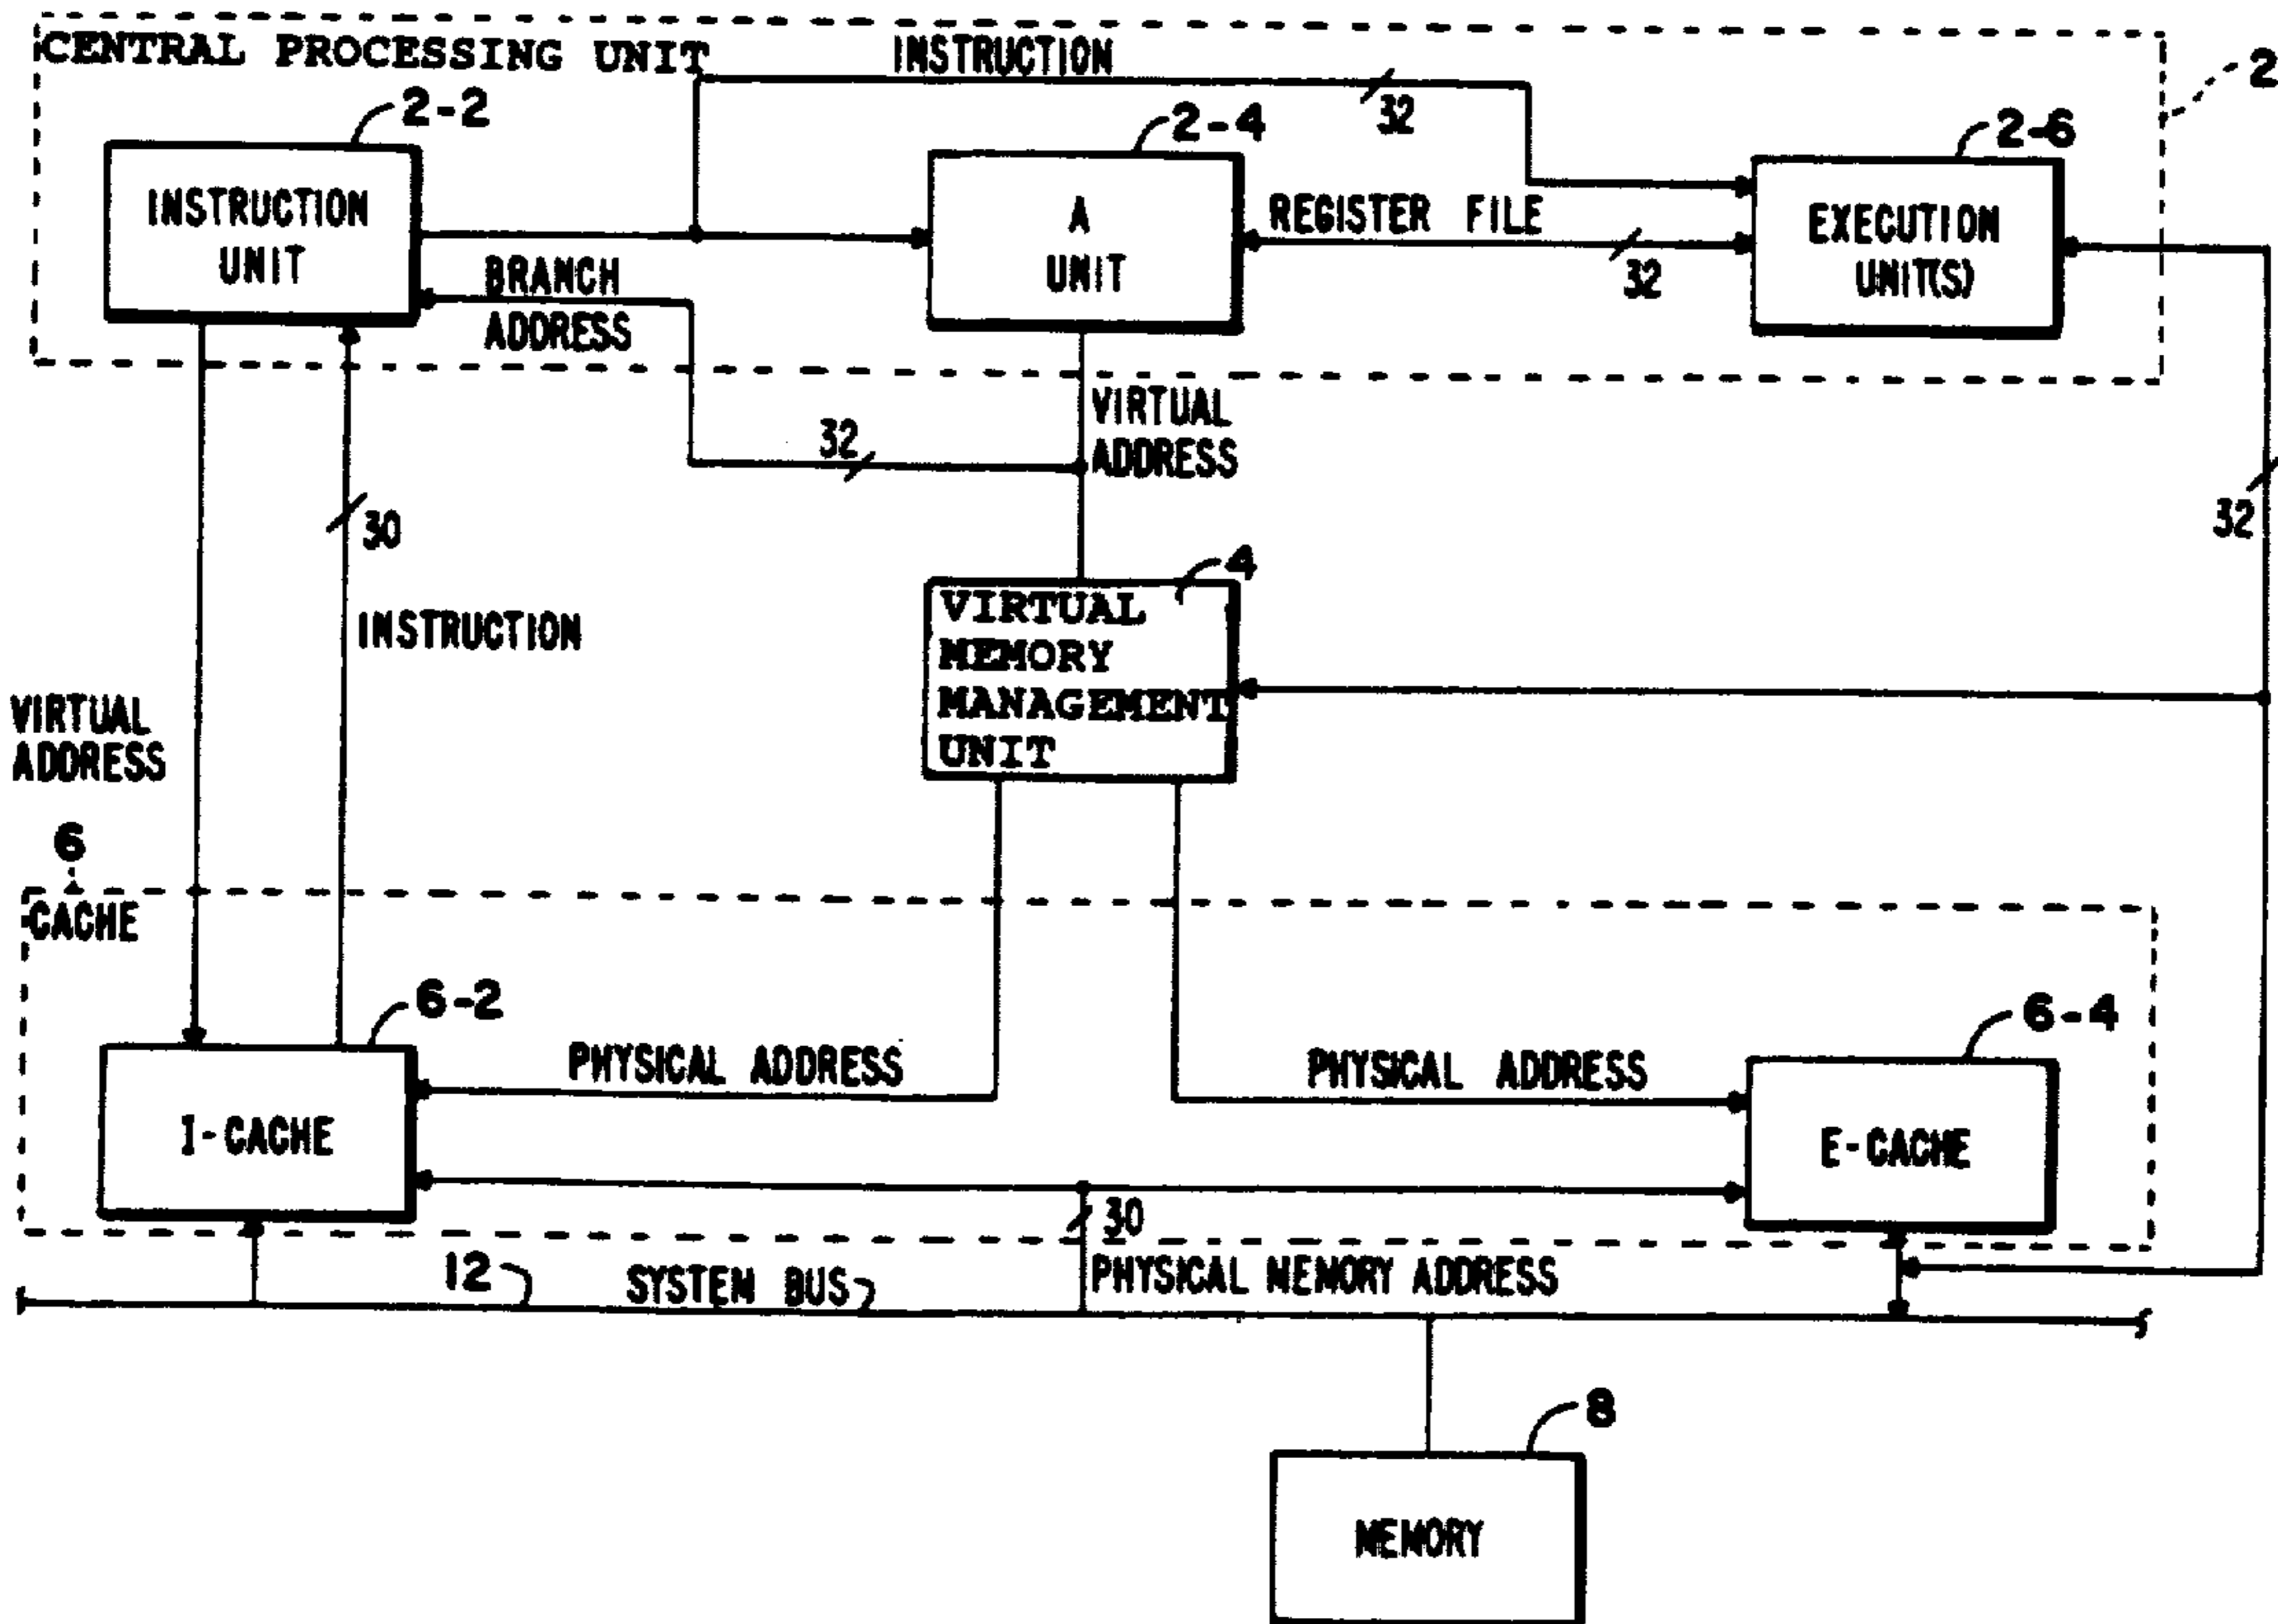 CENTRAL PROCESSING UNIT
INSTRUCTION
32
2
2-2
2-4
2-6
INSTRUCTION
UNIT
A
UNIT
REGISTER FILE
32
EXECUTION
UNIT(S)
BRANCH
ADDRESS
32
VIRTUAL
ADDRESS
32
30
INSTRUCTION
VIRTUAL
ADDRESS
4
VIRTUAL
MEMORY
MANAGEMENT
UNIT
6
CACHE
6-2
6-4
PHYSICAL ADDRESS
PHYSICAL ADDRESS
I-CACHE
E-CACHE
30
12
SYSTEM BUS
PHYSICAL MEMORY ADDRESS
8
MEMORY